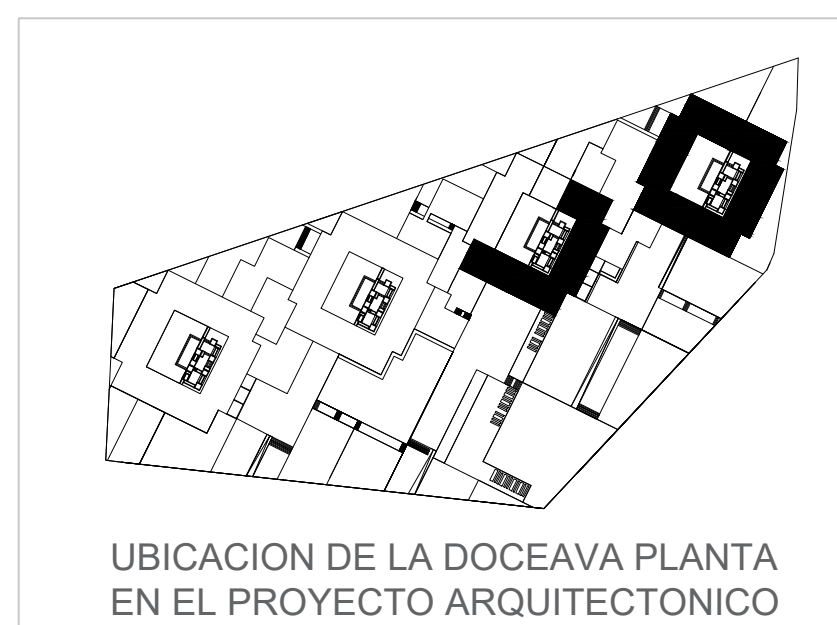 UBICACION DE LA DOCEAVA PLANTA
EN EL PROYECTO ARQUITECTONICO